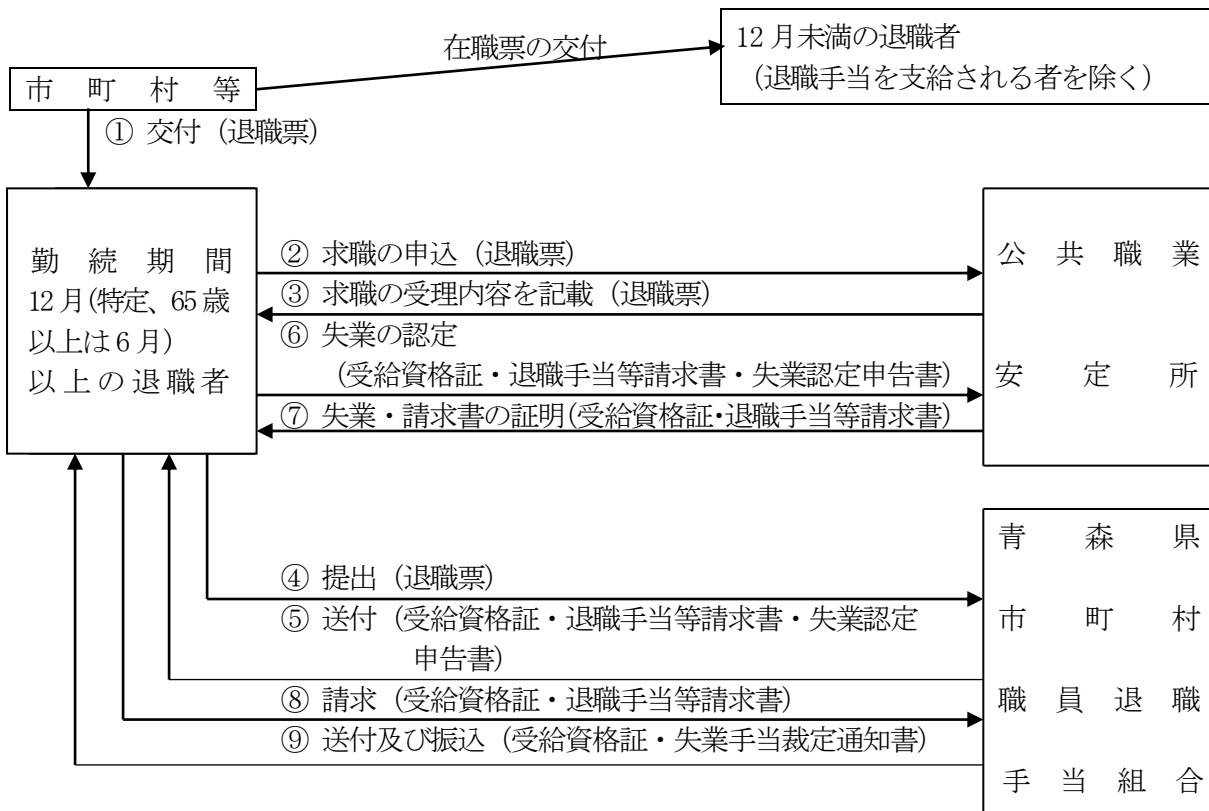 在職票の交付
12月未満の退職者
（退職手当を支給される者を除く）
市町村等
① 交付（退職票）
勤続期間
12月(特定、65歳
以上は6月)
以上の退職者
② 求職の申込（退職票）
③ 求職の受理内容を記載（退職票）
⑥ 失業の認定
（受給資格証・退職手当等請求書・失業認定申告書）
⑦ 失業・請求書の証明(受給資格証・退職手当等請求書）
公共職業
安定所
④ 提出（退職票）
⑤ 送付（受給資格証・退職手当等請求書・失業認定
申告書）
⑧ 請求（受給資格証・退職手当等請求書）
⑨ 送付及び振込（受給資格証・失業手当裁定通知書）
青森県
市町村
職員退職
手当組合